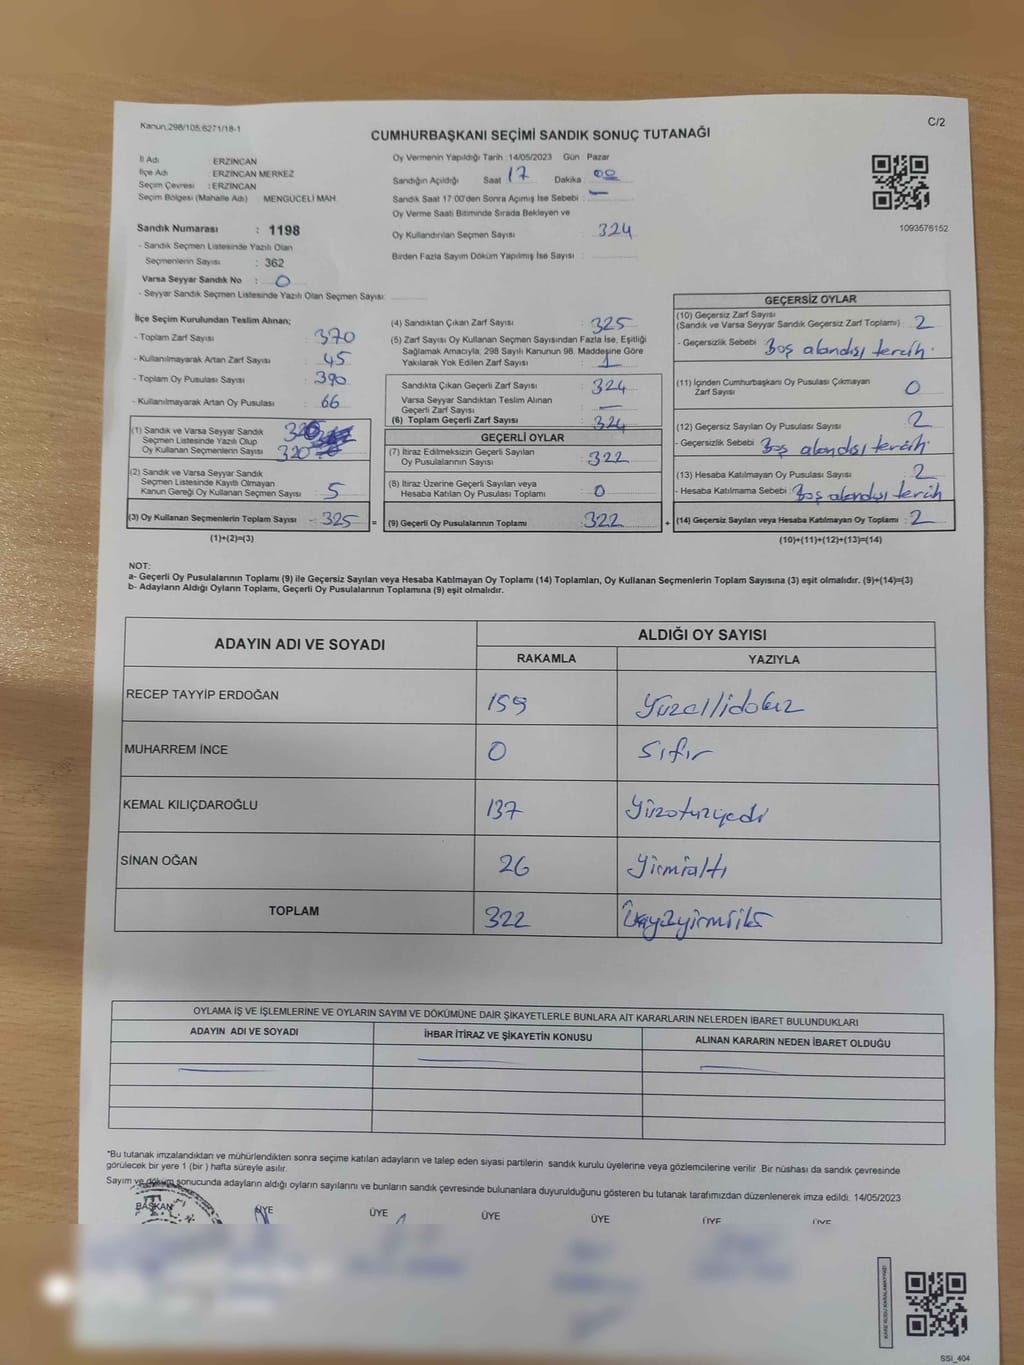 Kanun:298/105,6271/18-1
C/2
CUMHURBAŞKANI SEÇİMİ SANDIK SONUÇ TUTANAĞI
İl Adı : ERZİNCAN
İlçe Adı : ERZİNCAN MERKEZ
Seçim Çevresi : ERZİNCAN
Seçim Bölgesi (Mahalle Adı) MENGÜCELİ MAH.
Sandık Numarası : 1198
- Sandık Seçmen Listesinde Yazılı Olan
Seçmenlerin Sayısı : 362
Varsa Seyyar Sandık No : 0
- Seyyar Sandık Seçmen Listesinde Yazılı Olan Seçmen Sayısı:
Oy Vermenin Yapıldığı Tarih :14/05/2023 Gün Pazar
Sandığın Açıldığı Saat 17 Dakika 00
Sandık Saat 17:00'den Sonra Açımış İse Sebebi : —
Oy Verme Saati Bitiminde Sırada Bekleyen ve
Oy Kullandırılan Seçmen Sayısı : 324
Birden Fazla Sayım Döküm Yapılmış İse Sayısı :
1093576152
İlçe Seçim Kurulundan Teslim Alınan;
- Toplam Zarf Sayısı : 370
- Kullanılmayarak Artan Zarf Sayısı : 45
- Toplam Oy Pusulası Sayısı : 390
- Kullanılmayarak Artan Oy Pusulası : 66
(1) Sandık ve Varsa Seyyar Sandık
Seçmen Listesinde Yazılı Olup
Oy Kullanan Seçmenlerin Sayısı : 320
(2) Sandık ve Varsa Seyyar Sandık
Seçmen Listesinde Kayıtlı Olmayan
Kanun Gereği Oy Kullanan Seçmen Sayısı : 5
(3) Oy Kullanan Seçmenlerin Toplam Sayısı - 325 =
(1)+(2)=(3)
(4) Sandıktan Çıkan Zarf Sayısı : 325
(5) Zarf Sayısı Oy Kullanan Seçmen Sayısından Fazla İse, Eşitliği
Sağlamak Amacıyla; 298 Sayılı Kanunun 98. Maddesine Göre
Yakılarak Yok Edilen Zarf Sayısı : 1
Sandıkta Çıkan Geçerli Zarf Sayısı : 324
Varsa Seyyar Sandıktan Teslim Alınan
Geçerli Zarf Sayısı : —
(6) Toplam Geçerli Zarf Sayısı : 324
GEÇERLİ OYLAR
(7) İtiraz Edilmeksizin Geçerli Sayılan
Oy Pusulalarının Sayısı : 322
(8) İtiraz Üzerine Geçerli Sayılan veya
Hesaba Katılan Oy Pusulası Toplamı : 0
(9) Geçerli Oy Pusulalarının Toplamı : 322 +
GEÇERSİZ OYLAR
(10) Geçersiz Zarf Sayısı
(Sandık ve Varsa Seyyar Sandık Geçersiz Zarf Toplamı) : 2
- Geçersizlik Sebebi : Boş alandışı tercih.
(11) İçinden Cumhurbaşkanı Oy Pusulası Çıkmayan
Zarf Sayısı : 0
(12) Geçersiz Sayılan Oy Pusulası Sayısı : 2
- Geçersizlik Sebebi : Boş alandışı tercih.
(13) Hesaba Katılmayan Oy Pusulası Sayısı : 2
- Hesaba Katılmama Sebebi : Boş alandışı tercih
(14) Geçersiz Sayılan veya Hesaba Katılmayan Oy Toplamı : 2
(10)+(11)+(12)+(13)=(14)
NOT:
a- Geçerli Oy Pusulalarının Toplamı (9) ile Geçersiz Sayılan veya Hesaba Katılmayan Oy Toplamı (14) Toplamları, Oy Kullanan Seçmenlerin Toplam Sayısına (3) eşit olmalıdır. (9)+(14)=(3)
b- Adayların Aldığı Oyların Toplamı, Geçerli Oy Pusulalarının Toplamına (9) eşit olmalıdır.
ADAYIN ADI VE SOYADI
ALDIĞI OY SAYISI
RAKAMLA YAZIYLA
RECEP TAYYİP ERDOĞAN 159 Yüzellidokuz
MUHARREM İNCE 0 Sıfır
KEMAL KILIÇDAROĞLU 137 Yüzotuzyedi
SİNAN OĞAN 26 Yirmialtı
TOPLAM 322
OYLAMA İŞ VE İŞLEMLERİNE VE OYLARIN SAYIM VE DÖKÜMÜNE DAİR ŞİKAYETLERLE BUNLARA AİT KARARLARIN NELERDEN İBARET BULUNDUKLARI
ADAYIN ADI VE SOYADI İHBAR İTİRAZ VE ŞİKAYETİN KONUSU ALINAN KARARIN NEDEN İBARET OLDUĞU
*Bu tutanak imzalandıktan ve mühürlendikten sonra seçime katılan adayların ve talep eden siyasi partilerin sandık kurulu üyelerine veya gözlemcilerine verilir. Bir nüshası da sandık çevresinde
görülecek bir yere 1 (bir ) hafta süreyle asılır.
Sayım ve döküm sonucunda adayların aldığı oyların sayılarını ve bunların sandık çevresinde bulunanlara duyurulduğunu gösteren bu tutanak tarafımızdan düzenlenerek imza edildi. 14/05/2023
BAŞKAN ÜYE ÜYE ÜYE ÜYE ÜYE ÜYE
SSI_404